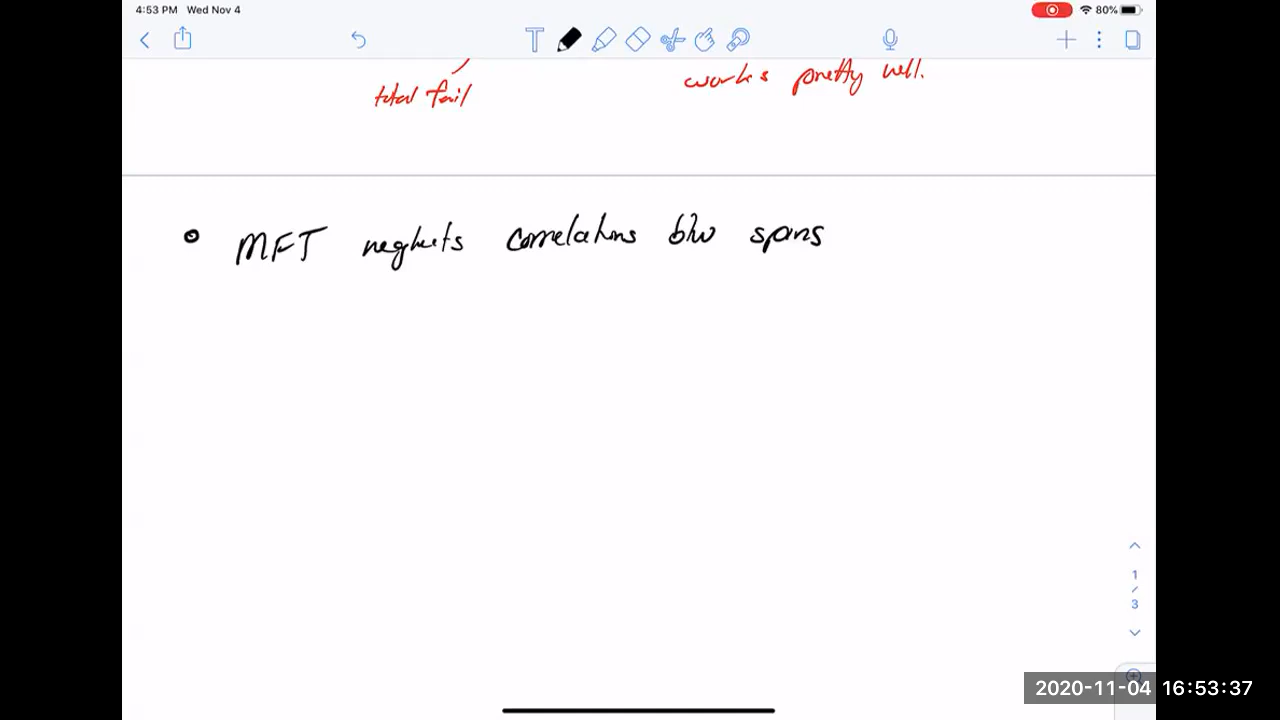 4:53 PM Wed Nov 4
80%
T
total fail
works pretty well.
• MFT neglects correlations b/w spins
1
/
3
2020-11-04 16:53:37